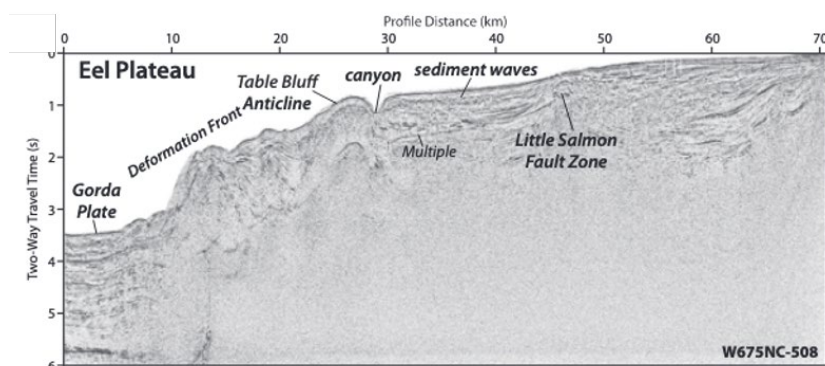 Profile Distance (km)
0 10 20 30 40 50 60 70
Eel Plateau
Table Bluff
Anticline
canyon
sediment waves
Deformation Front
Multiple
Little Salmon
Fault Zone
Gorda
Plate
Two-Way Travel Time (s)
0
1
2
3
4
5
6
W675NC-508